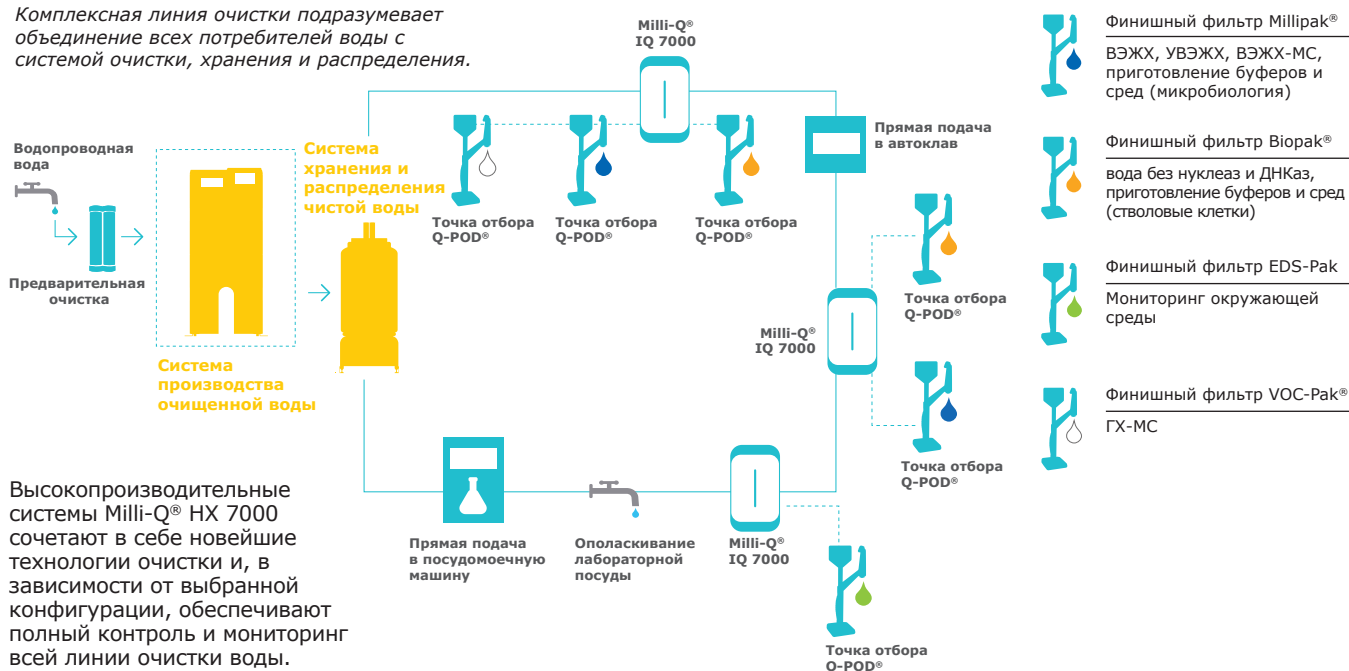 Комплексная линия очистки подразумевает
объединение всех потребителей воды с
системой очистки, хранения и распределения.
Milli-Q®
IQ 7000
Водопроводная
вода
Предварительная
очистка
Система
производства
очищенной воды
Система
хранения и
распределения
чистой воды
Точка отбора
Q-POD®
Точка отбора
Q-POD®
Точка отбора
Q-POD®
Прямая подача
в автоклав
Точка отбора
Q-POD®
Milli-Q®
IQ 7000
Точка отбора
Q-POD®
Прямая подача
в посудомоечную
машину
Ополаскивание
лабораторной
посуды
Milli-Q®
IQ 7000
Точка отбора
Q-POD®
Высокопроизводительные
системы Milli-Q® HX 7000
сочетают в себе новейшие
технологии очистки и, в
зависимости от выбранной
конфигурации, обеспечивают
полный контроль и мониторинг
всей линии очистки воды.
Финишный фильтр Millipak®
ВЭЖХ, УВЭЖХ, ВЭЖХ-МС,
приготовление буферов и
сред (микробиология)
Финишный фильтр Biopak®
вода без нуклеаз и ДНКаз,
приготовление буферов и сред
(стволовые клетки)
Финишный фильтр EDS-Pak
Мониторинг окружающей
среды
Финишный фильтр VOC-Pak®
ГХ-МС